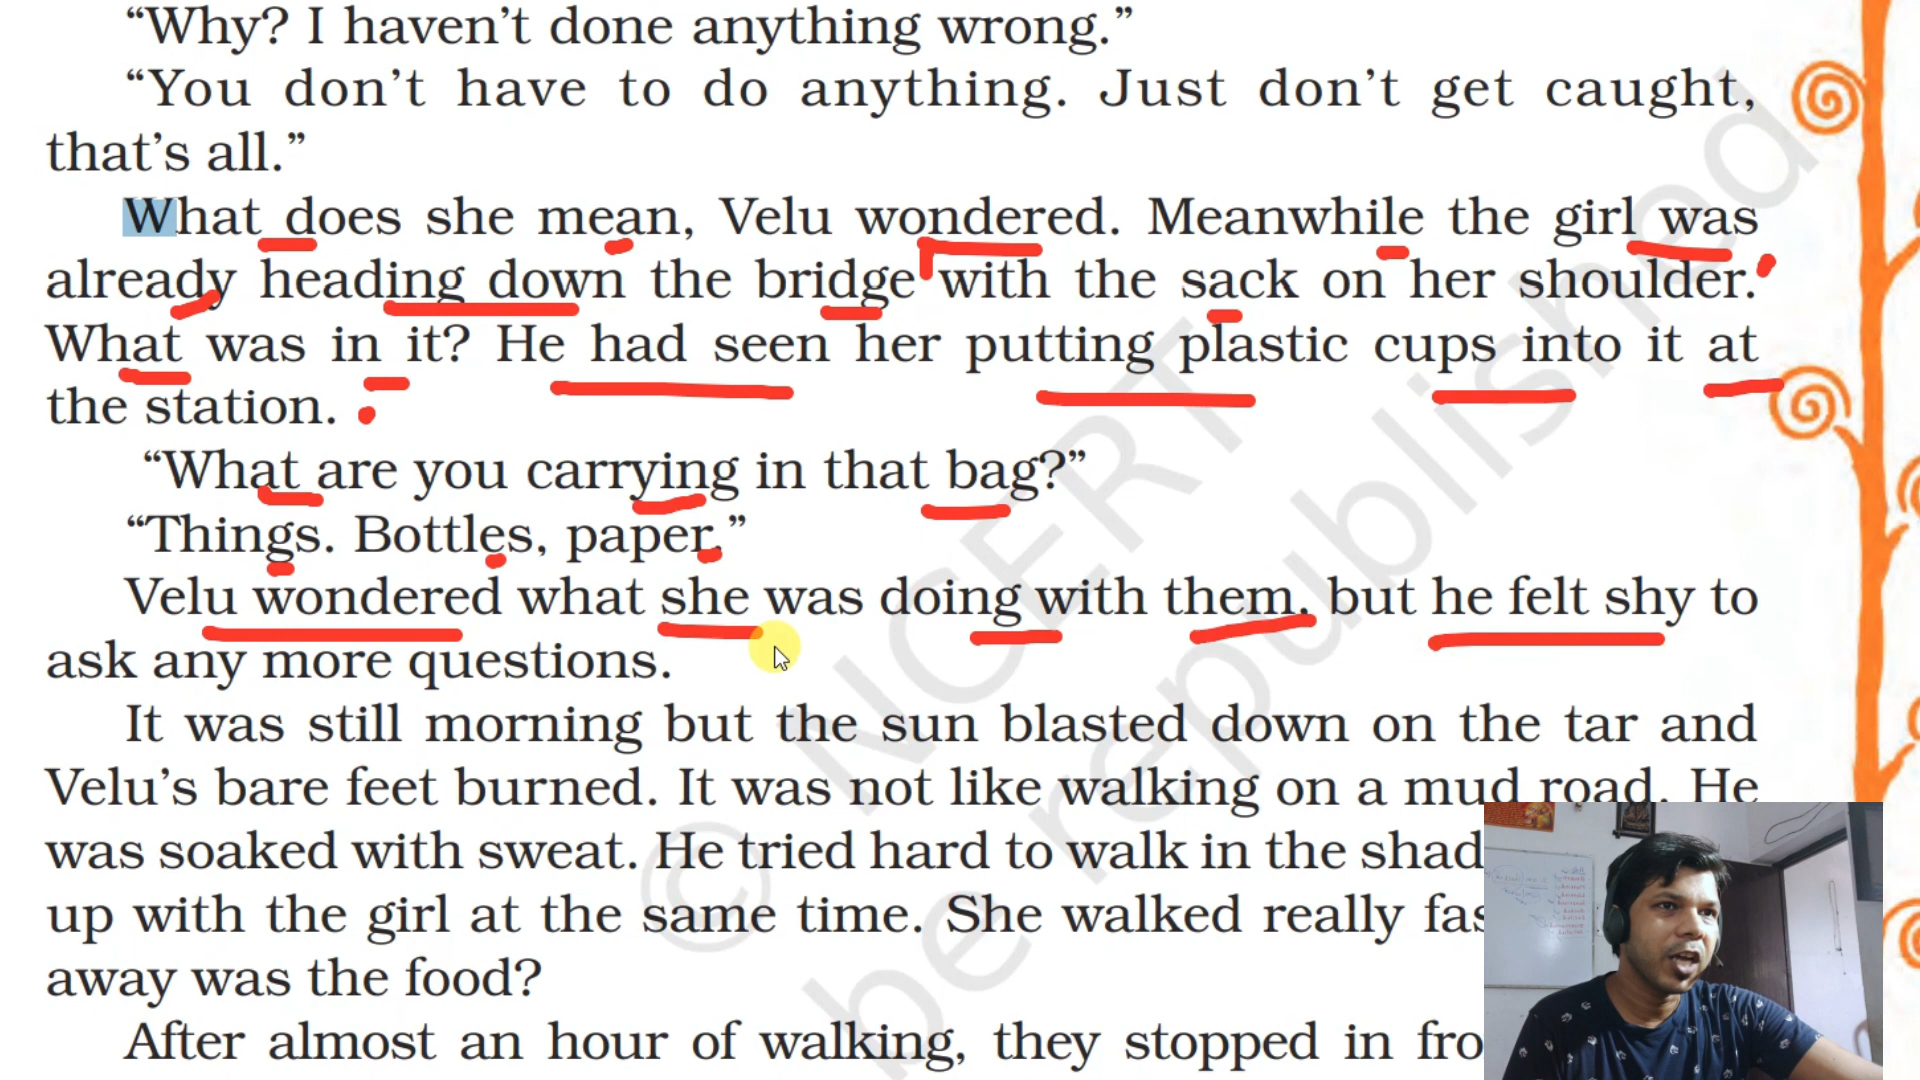 “Why? I haven’t done anything wrong.”
“You don’t have to do anything. Just don’t get caught,
that’s all.”
What does she mean, Velu wondered. Meanwhile the girl was
already heading down the bridge with the sack on her shoulder.
What was in it? He had seen her putting plastic cups into it at
the station.
“What are you carrying in that bag?”
“Things. Bottles, paper.”
Velu wondered what she was doing with them, but he felt shy to
ask any more questions.
It was still morning but the sun blasted down on the tar and
Velu’s bare feet burned. It was not like walking on a mud road. He
was soaked with sweat. He tried hard to walk in the shad
up with the girl at the same time. She walked really fas
away was the food?
After almost an hour of walking, they stopped in fro
© NCERT
be republished